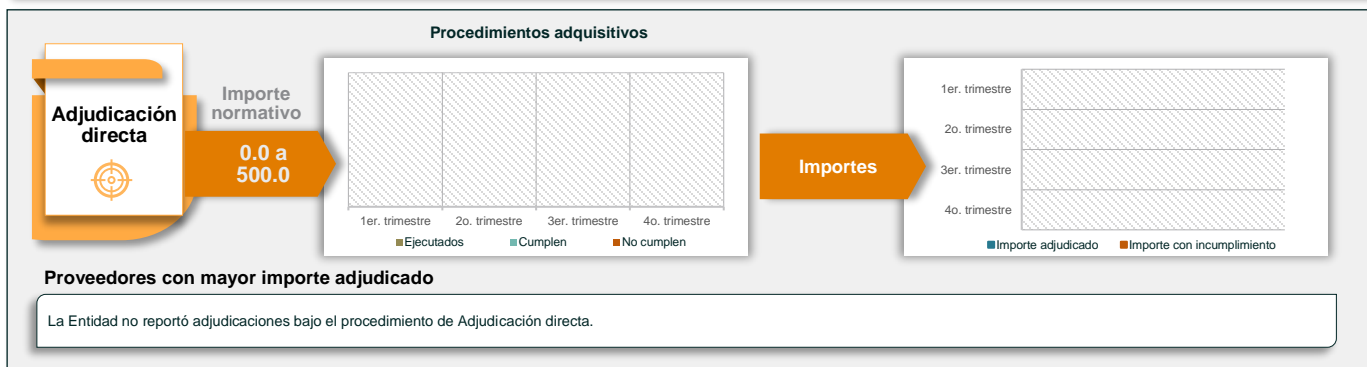 Procedimientos adquisitivos
Adjudicación
directa
Importe
normativo
0.0 a
500.0
1er. trimestre 2o. trimestre 3er. trimestre 4o. trimestre
Ejecutados Cumplen No cumplen
Importes
1er. trimestre
2o. trimestre
3er. trimestre
4o. trimestre
Importe adjudicado Importe con incumplimiento
Proveedores con mayor importe adjudicado
La Entidad no reportó adjudicaciones bajo el procedimiento de Adjudicación directa.